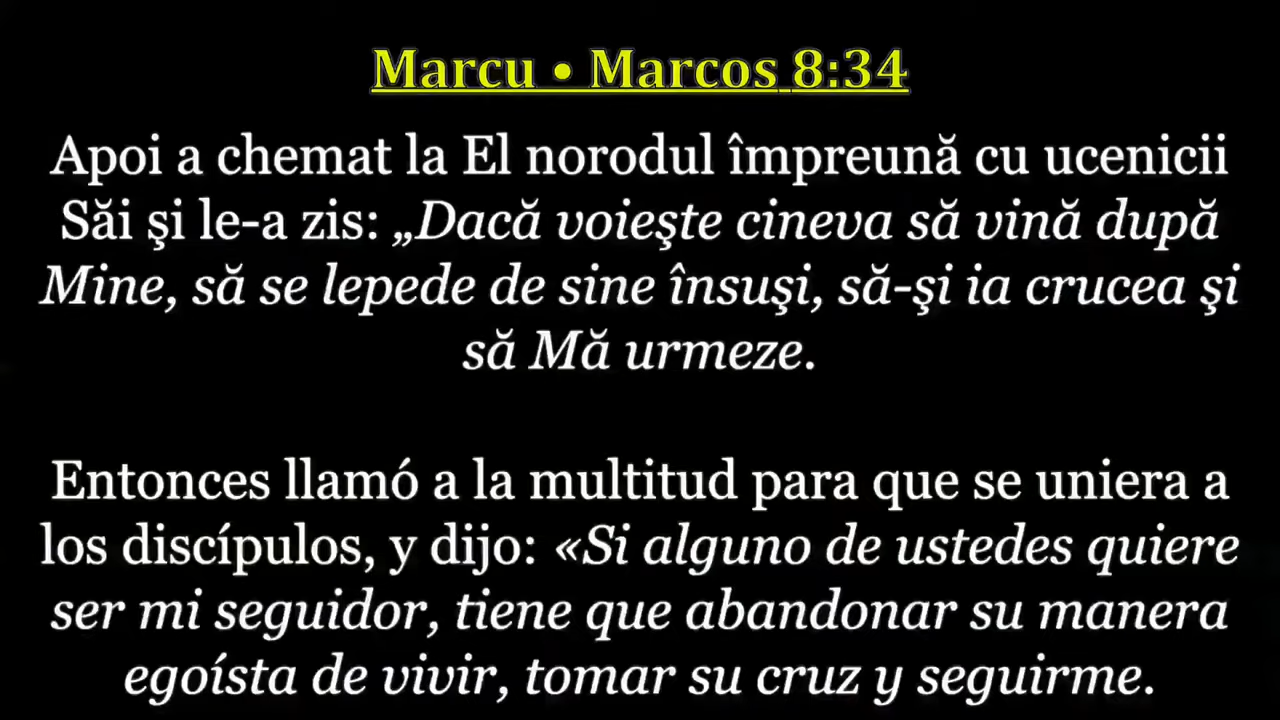 Marcu • Marcos 8:34
Apoi a chemat la El norodul împreună cu ucenicii
Săi şi le-a zis: „Dacă voieşte cineva să vină după
Mine, să se lepede de sine însuşi, să-şi ia crucea şi
să Mă urmeze.
Entonces llamó a la multitud para que se uniera a
los discípulos, y dijo: «Si alguno de ustedes quiere
ser mi seguidor, tiene que abandonar su manera
egoísta de vivir, tomar su cruz y seguirme.